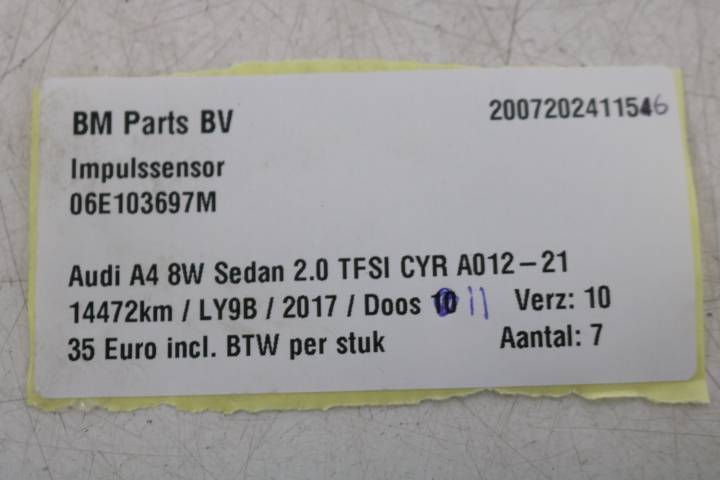 BM Parts BV 2007202411546
Impulssensor
06E103697M
Audi A4 8W Sedan 2.0 TFSI CYR A012-21
14472km / LY9B / 2017 / Doos 10 11 Verz: 10
35 Euro incl. BTW per stuk Aantal: 7